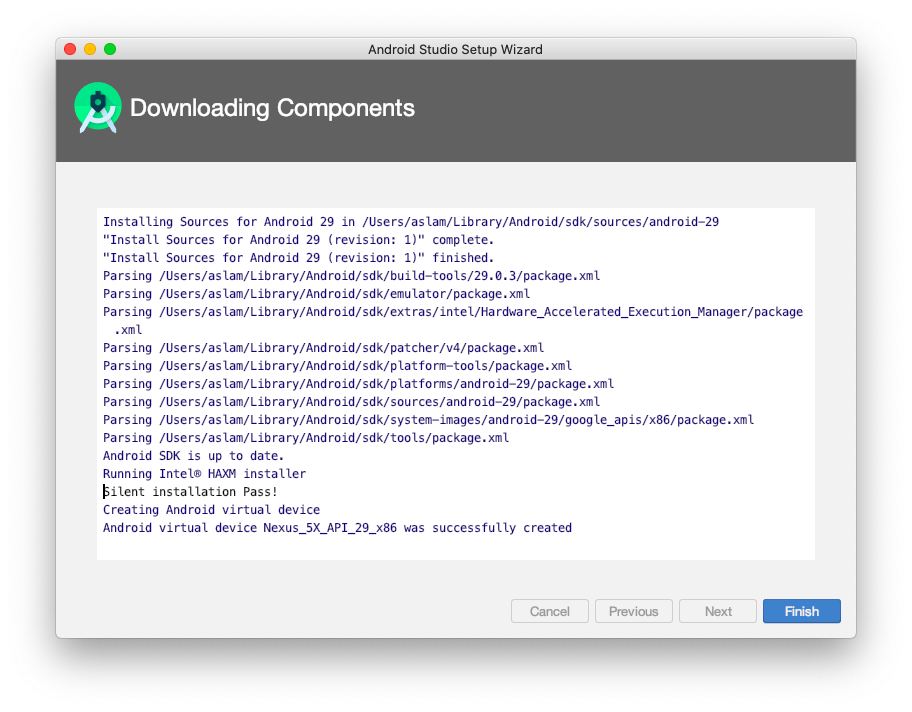 Android Studio Setup Wizard
Downloading Components
Installing Sources for Android 29 in /Users/aslam/Library/Android/sdk/sources/android-29
"Install Sources for Android 29 (revision: 1)" complete.
"Install Sources for Android 29 (revision: 1)" finished.
Parsing /Users/aslam/Library/Android/sdk/build-tools/29.0.3/package.xml
Parsing /Users/aslam/Library/Android/sdk/emulator/package.xml
Parsing /Users/aslam/Library/Android/sdk/extras/intel/Hardware_Accelerated_Execution_Manager/package
.xml
Parsing /Users/aslam/Library/Android/sdk/patcher/v4/package.xml
Parsing /Users/aslam/Library/Android/sdk/platform-tools/package.xml
Parsing /Users/aslam/Library/Android/sdk/platforms/android-29/package.xml
Parsing /Users/aslam/Library/Android/sdk/sources/android-29/package.xml
Parsing /Users/aslam/Library/Android/sdk/system-images/android-29/google_apis/x86/package.xml
Parsing /Users/aslam/Library/Android/sdk/tools/package.xml
Android SDK is up to date.
Running Intel® HAXM installer
Silent installation Pass!
Creating Android virtual device
Android virtual device Nexus_5X_API_29_x86 was successfully created
Cancel Previous Next Finish